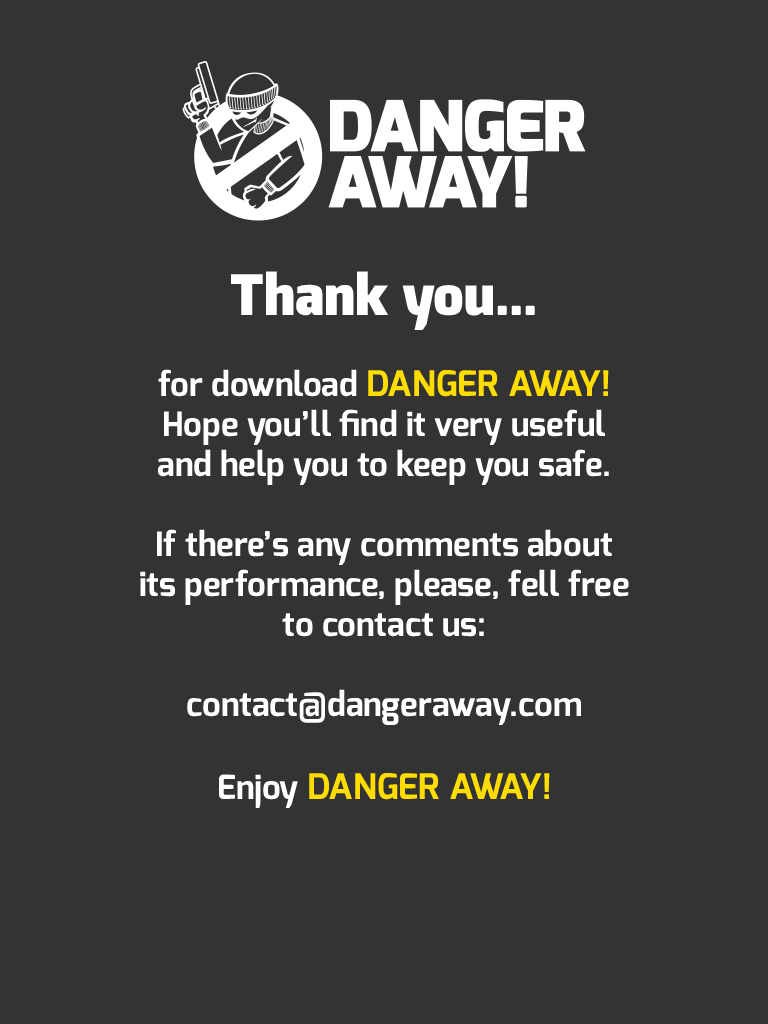 DANGER
AWAY!
Thank you...
for download DANGER AWAY!
Hope you’ll find it very useful
and help you to keep you safe.
If there’s any comments about
its performance, please, fell free
to contact us:
contact@dangeraway.com
Enjoy DANGER AWAY!